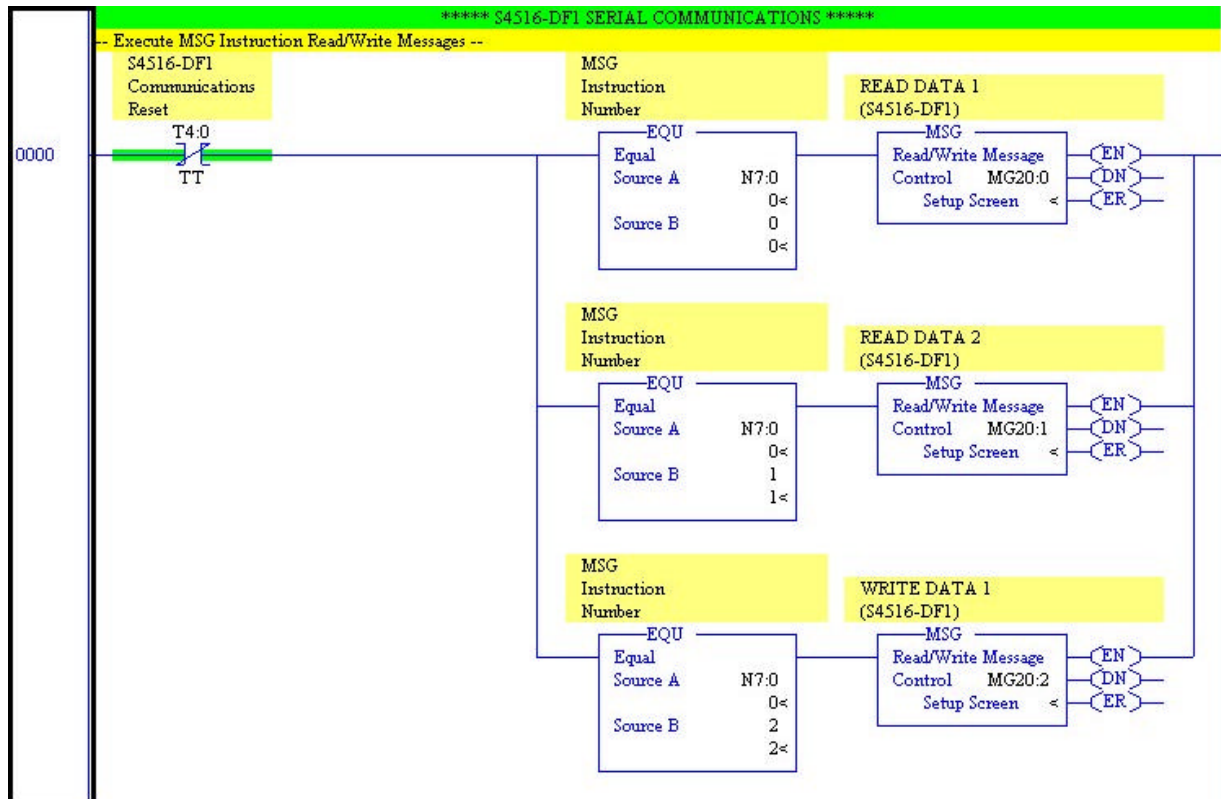 ***** S4516-DF1 SERIAL COMMUNICATIONS *****
-- Execute MSG Instruction Read/Write Messages --
S4516-DF1
Communications
Reset
T4:0
TT
0000
MSG
Instruction
Number
EQU
Equal
Source A N7:0
0<
Source B 0
0<
READ DATA 1
(S4516-DF1)
MSG
Read/Write Message
Control MG20:0
Setup Screen <
EN
DN
ER
MSG
Instruction
Number
EQU
Equal
Source A N7:0
0<
Source B 1
1<
READ DATA 2
(S4516-DF1)
MSG
Read/Write Message
Control MG20:1
Setup Screen <
EN
DN
ER
MSG
Instruction
Number
EQU
Equal
Source A N7:0
0<
Source B 2
2<
WRITE DATA 1
(S4516-DF1)
MSG
Read/Write Message
Control MG20:2
Setup Screen <
EN
DN
ER